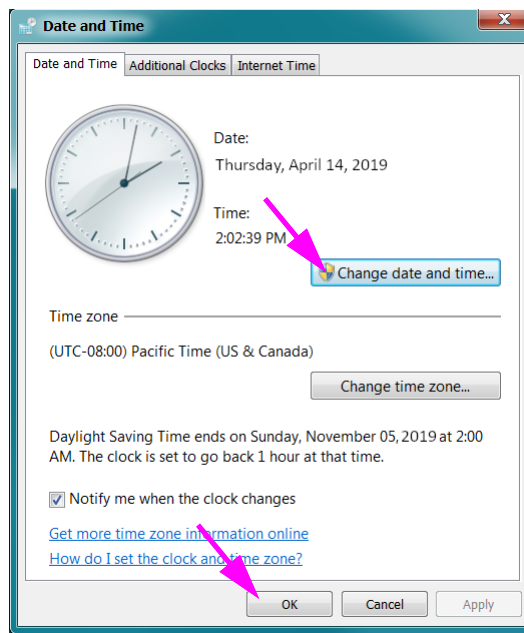 Date and Time
X
Date and Time Additional Clocks Internet Time
Date:
Thursday, April 14, 2019
Time:
2:02:39 PM
Change date and time...
Time zone
(UTC-08:00) Pacific Time (US & Canada)
Change time zone...
Daylight Saving Time ends on Sunday, November 05, 2019 at 2:00
AM. The clock is set to go back 1 hour at that time.
Notify me when the clock changes
Get more time zone information online
How do I set the clock and time zone?
OK Cancel Apply